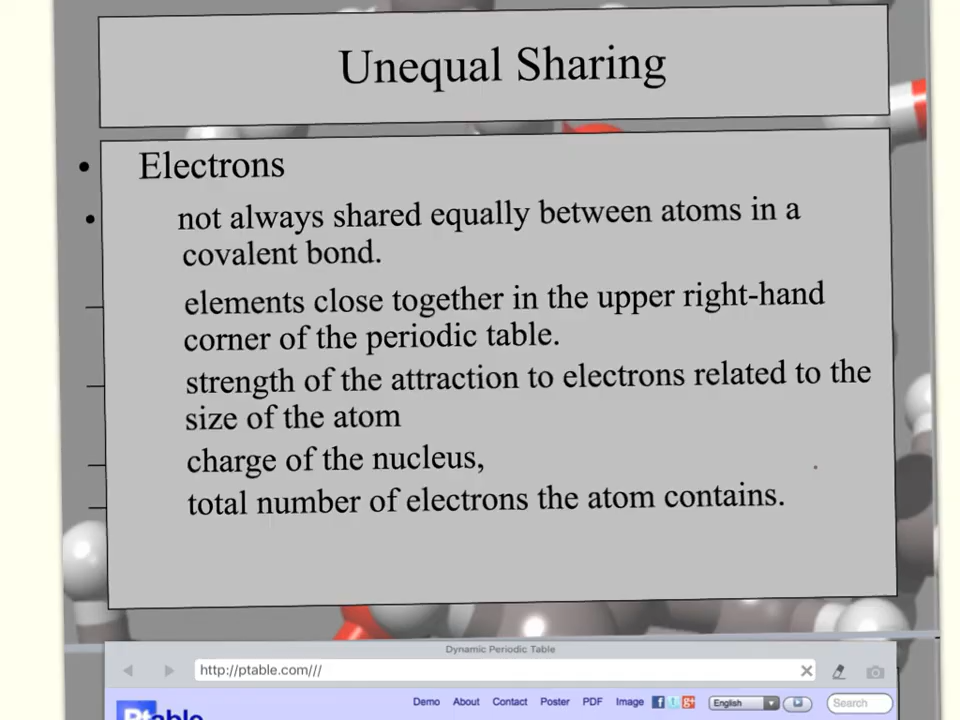 Unequal Sharing
• Electrons
• not always shared equally between atoms in a
covalent bond.
elements close together in the upper right-hand
corner of the periodic table.
strength of the attraction to electrons related to the
size of the atom
charge of the nucleus,
total number of electrons the atom contains.
Dynamic Periodic Table
http://ptable.com///
Demo About Contact Poster PDF Image English Search
Ptable